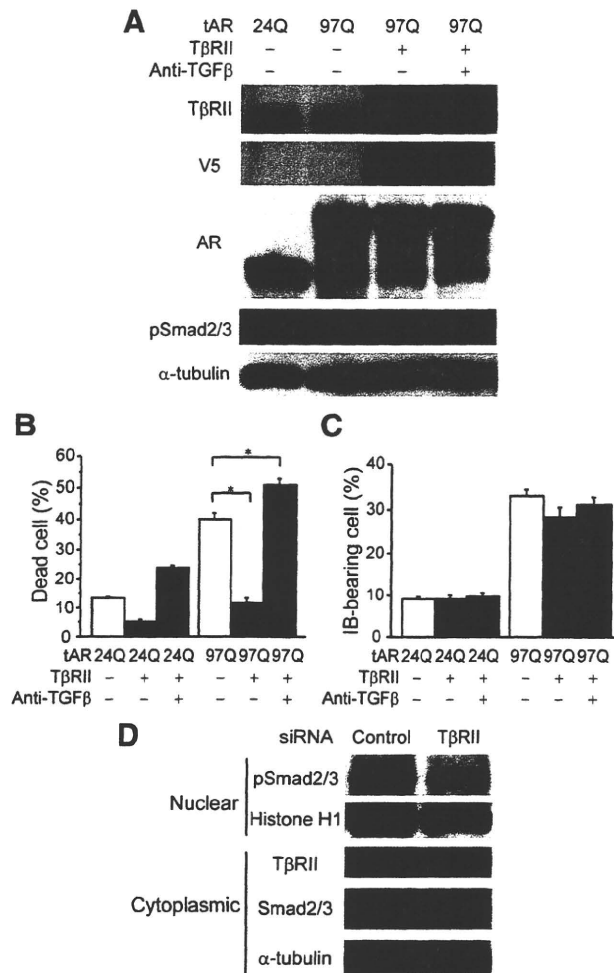 A
tAR 24Q 97Q 97Q 97Q
TβRII – – + +
Anti-TGFβ – – – +
TβRII
V5
AR
pSmad2/3
α-tubulin
B
Dead cell (%)
60
50
40
30
20
10
0
* *
tAR 24Q 24Q 24Q 97Q 97Q 97Q
TβRII – + + – + +
Anti-TGFβ – – + – – +
C
IB-bearing cell (%)
40
30
20
10
0
tAR 24Q 24Q 24Q 97Q 97Q 97Q
TβRII – + + – + +
Anti-TGFβ – – + – – +
D
siRNA Control TβRII
Nuclear
pSmad2/3
Histone H1
Cytoplasmic
TβRII
Smad2/3
α-tubulin